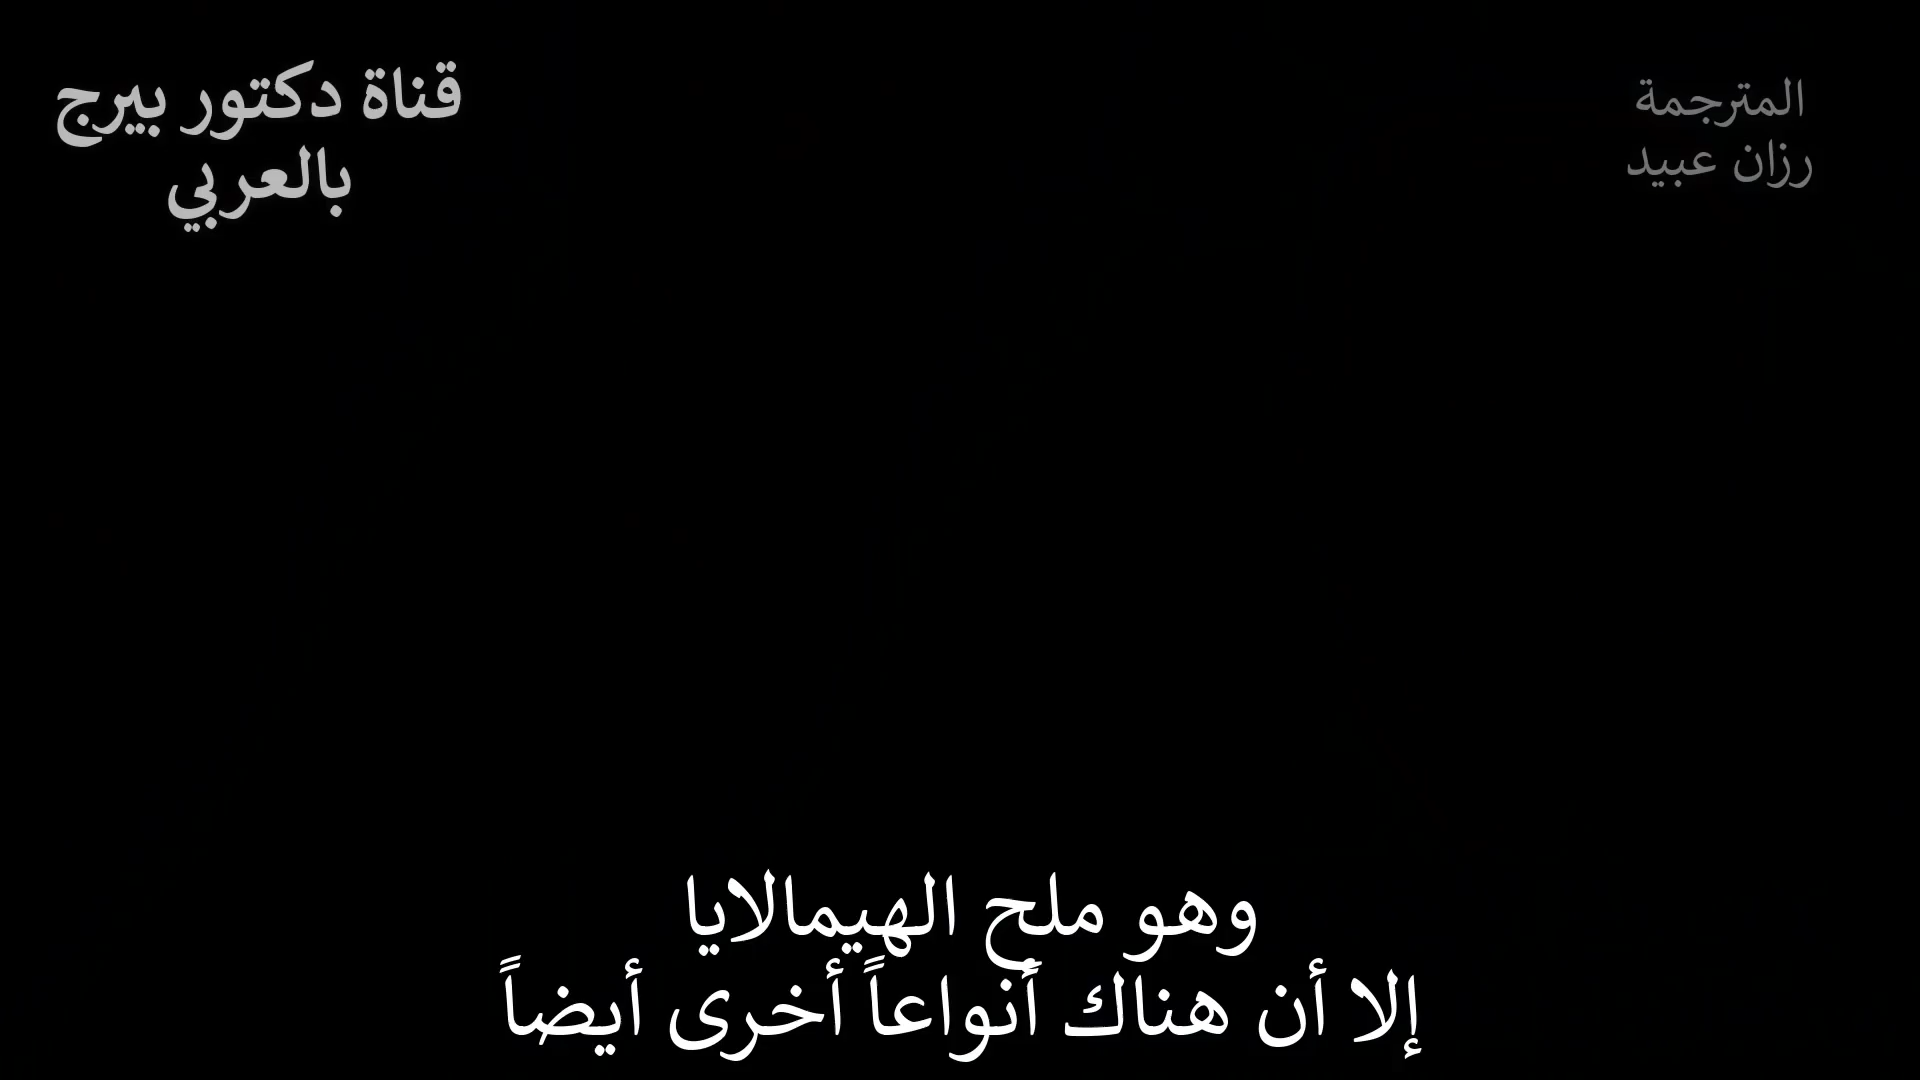 قناة دكتور بيرج
بالعربي
المترجمة
رزان عبيد
وهو ملح الهيمالايا
إلا أن هناك أنواعاً أخرى أيضاً